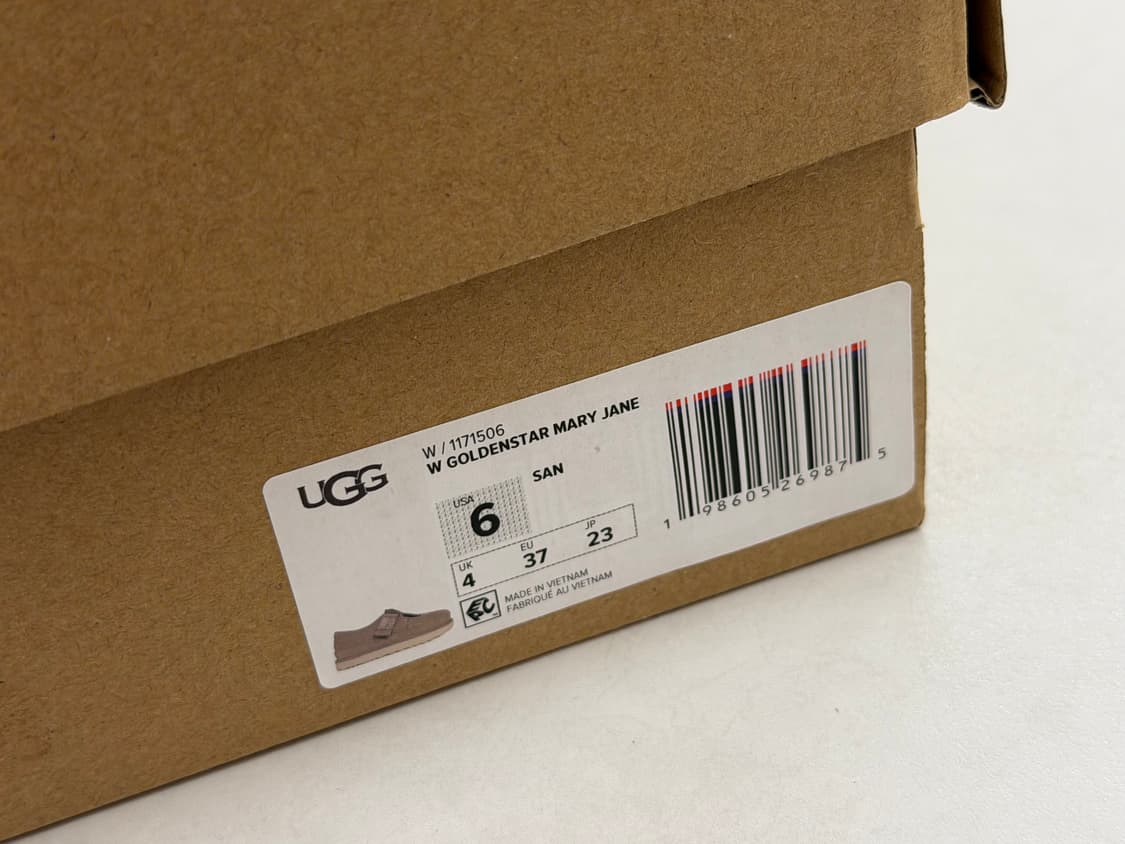 UGG
W / 1171506
W GOLDENSTAR MARY JANE
SAN
USA
6
UK
4
EU
37
JP
23
MADE IN VIETNAM
FABRIQUÉ AU VIETNAM
1 98605 26987 5